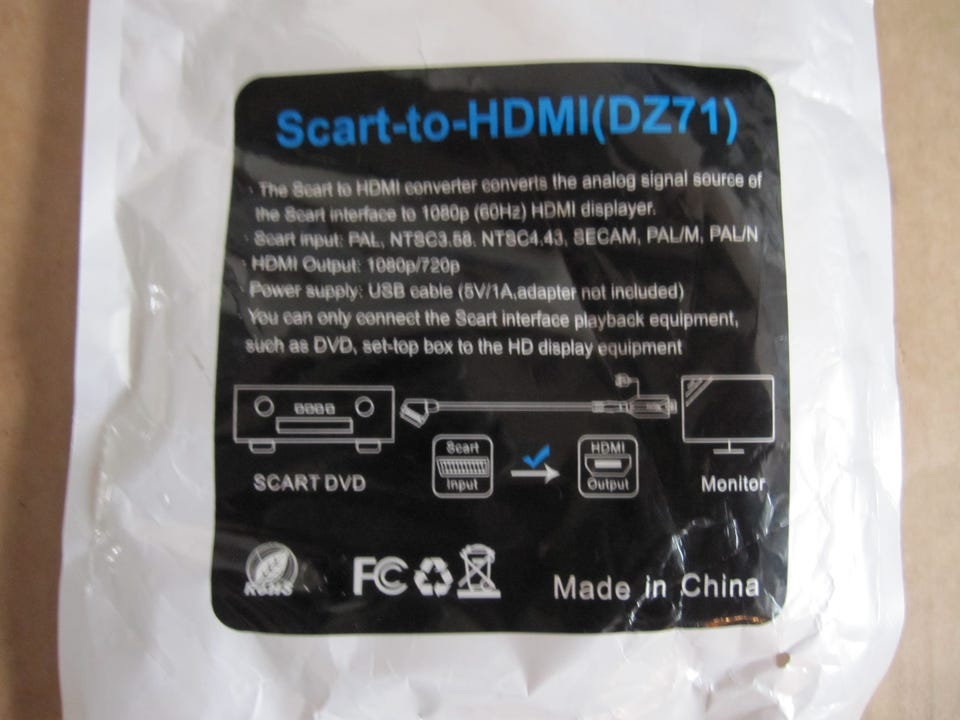 Scart-to-HDMI(DZ71)
· The Scart to HDMI converter converts the analog signal source of
the Scart interface to 1080p (60Hz) HDMI displayer.
· Scart input: PAL, NTSC3.58. NTSC4.43, SECAM, PAL/M, PAL/N
· HDMI Output: 1080p/720p
· Power supply: USB cable (5V/1A,adapter not included)
You can only connect the Scart interface playback equipment,
such as DVD, set-top box to the HD display equipment
Scart
Input
HDMI
Output
SCART DVD
Monitor
RoHS
FC
Made in China